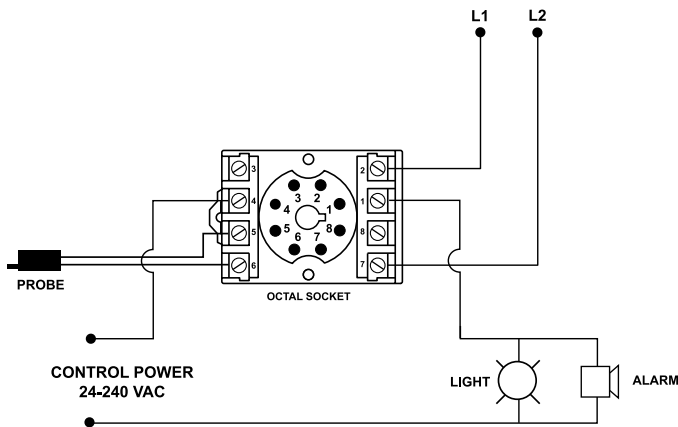 L1 L2
3 2
3 2
4 1
4 1
5 8
5 8
6 7
6 7
PROBE
OCTAL SOCKET
CONTROL POWER
24-240 VAC
LIGHT
ALARM